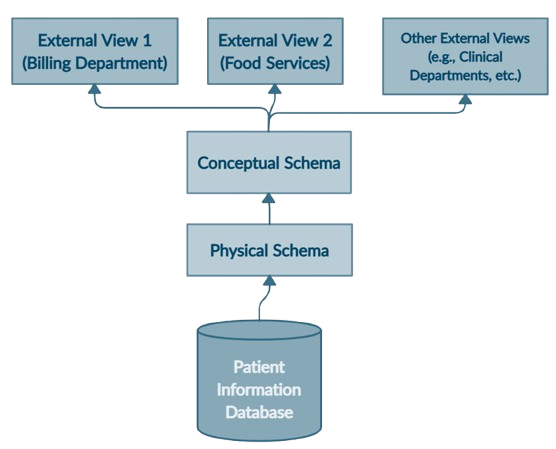 External View 1
(Billing Department)
External View 2
(Food Services)
Other External Views
(e.g., Clinical
Departments, etc.)
Conceptual Schema
Physical Schema
Patient
Information
Database